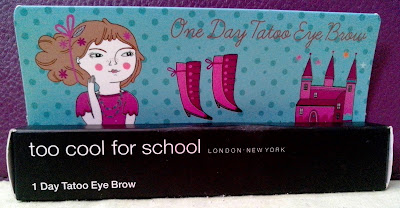 One Day Tatoo Eye Brow
too cool for school LONDON·NEW YORK
1 Day Tatoo Eye Brow